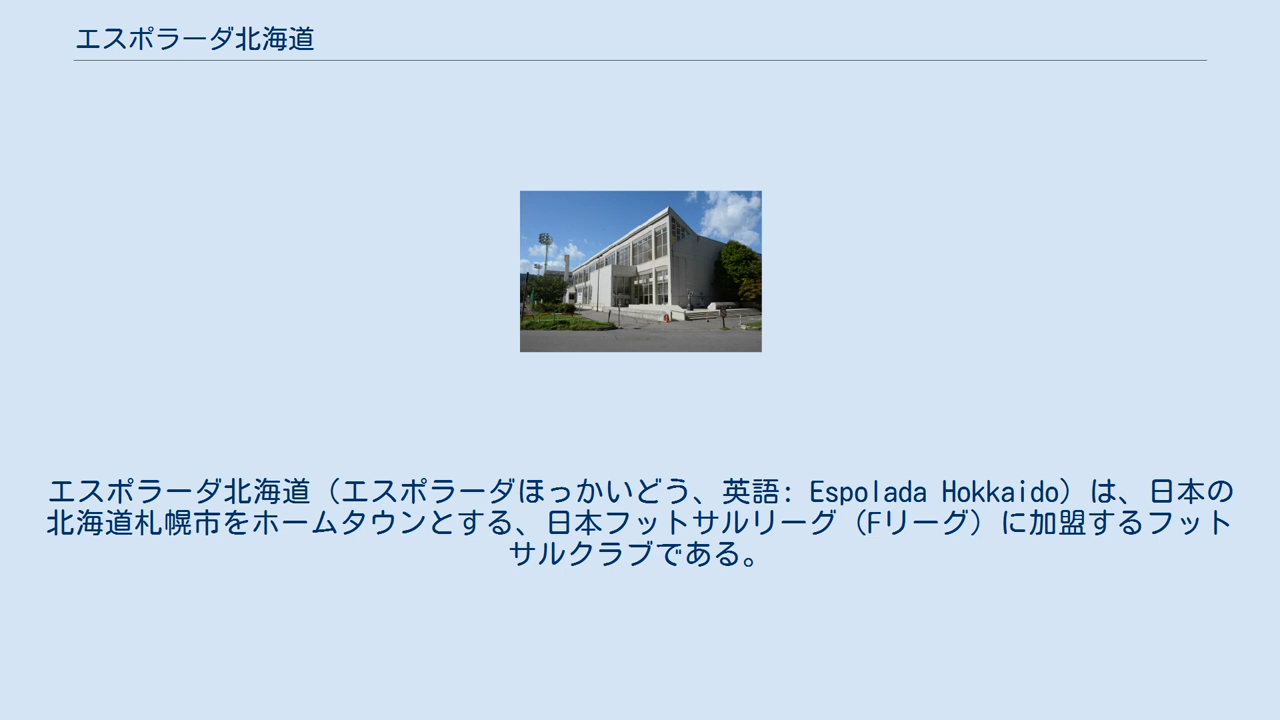 エスポラーダ北海道
エスポラーダ北海道（エスポラーダほっかいどう、英語: Espolada Hokkaido）は、日本の
北海道札幌市をホームタウンとする、日本フットサルリーグ（Fリーグ）に加盟するフット
サルクラブである。